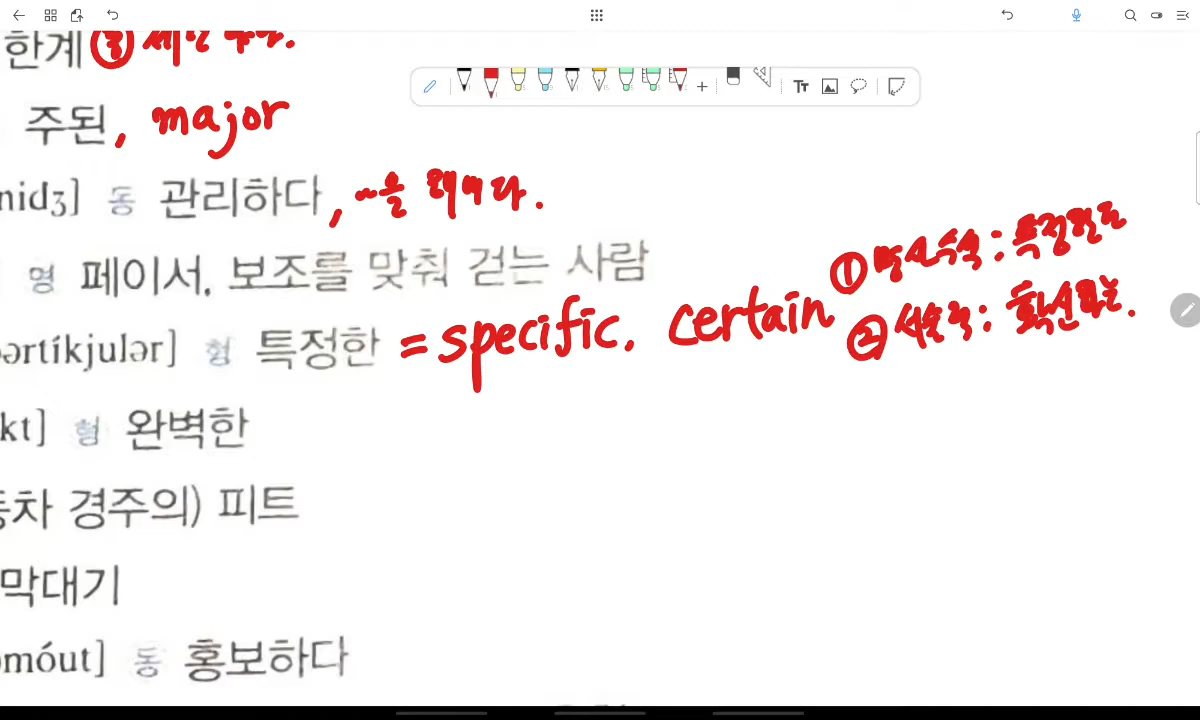 한계 ⑧ 제한하다.
주된, major
nidʒ] 동 관리하다, ~을 해내다.
명 페이서, 보조를 맞춰 걷는 사람
ərtíkjulər] 형 특정한 = specific. certain ① 명사수식 : 특정한
② 서술적 : 확신하는.
kt] 형 완벽한
동차 경주의) 피트
막대기
móut] 동 홍보하다